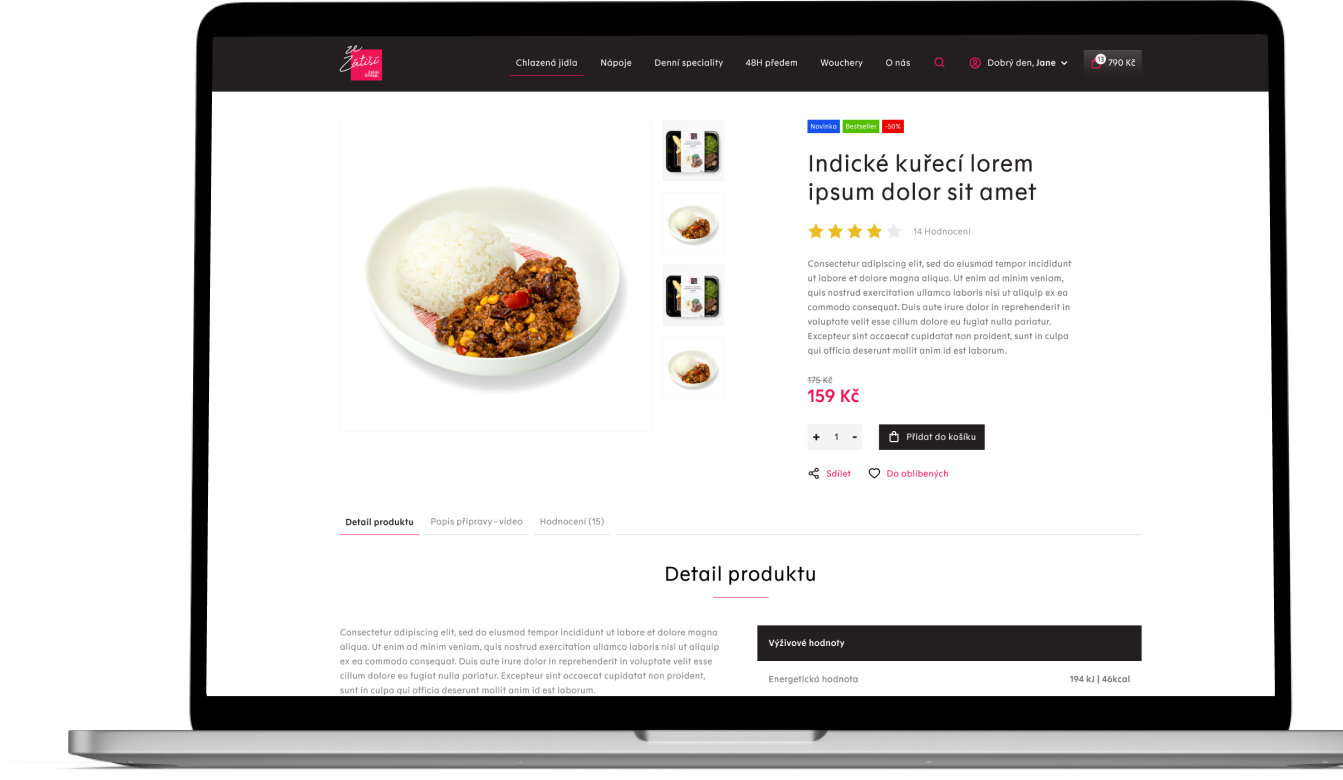 ze
Zátiší
Chlazená jídla
Nápoje
Denní speciality
48H předem
Wouchery
O nás
Dobrý den, Jane
13
790 Kč
Novinka
Bestseller
-50%
Indické kuřecí lorem
ipsum dolor sit amet
14 Hodnocení
Consectetur adipiscing elit, sed do eiusmod tempor incididunt
ut labore et dolore magna aliqua. Ut enim ad minim veniam,
quis nostrud exercitation ullamco laboris nisi ut aliquip ex ea
commodo consequat. Duis aute irure dolor in reprehenderit in
voluptate velit esse cillum dolore eu fugiat nulla pariatur.
Excepteur sint occaecat cupidatat non proident, sunt in culpa
qui officia deserunt mollit anim id est laborum.
175 Kč
159 Kč
+ 1 -
Přidat do košíku
Sdílet
Do oblíbených
Detail produktu
Popis přípravy - video
Hodnocení (15)
Detail produktu
Consectetur adipiscing elit, sed do eiusmod tempor incididunt ut labore et dolore magna
aliqua. Ut enim ad minim veniam, quis nostrud exercitation ullamco laboris nisi ut aliquip
ex ea commodo consequat. Duis aute irure dolor in reprehenderit in voluptate velit esse
cillum dolore eu fugiat nulla pariatur. Excepteur sint occaecat cupidatat non proident,
sunt in culpa qui officia deserunt mollit anim id est laborum.
Výživové hodnoty
Energetická hodnota
194 kJ | 46kcal